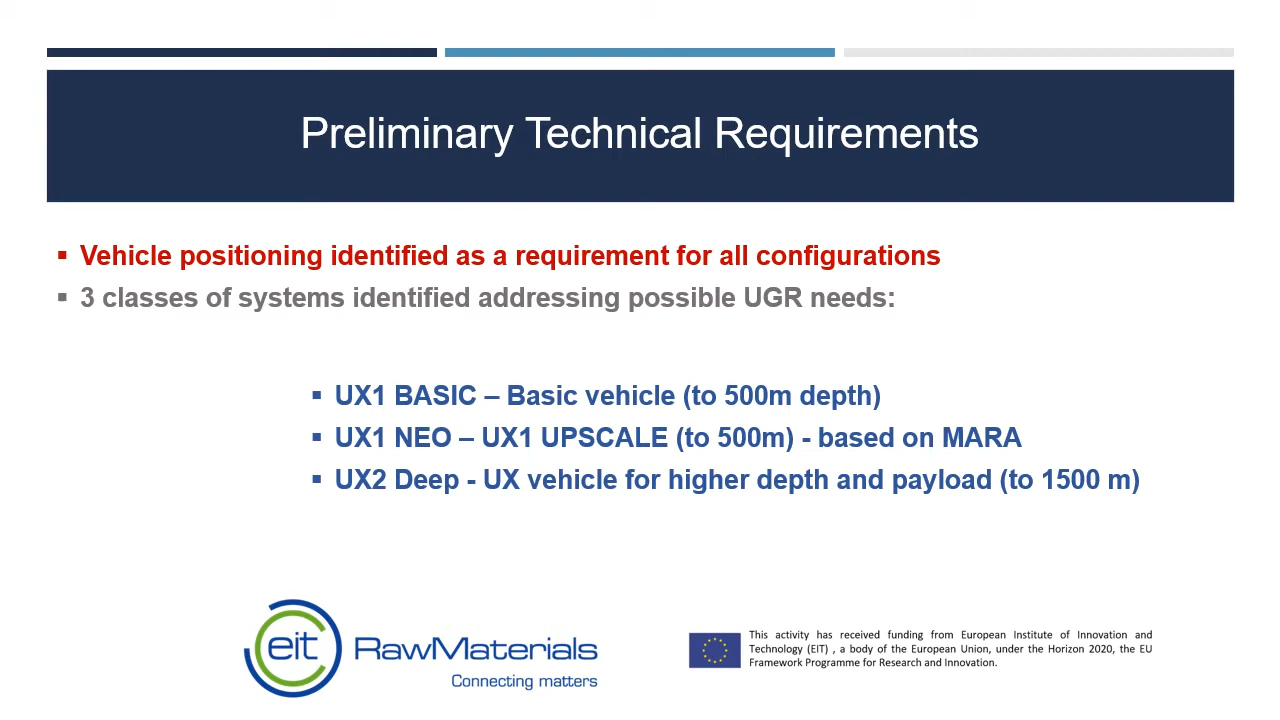 Preliminary Technical Requirements
▪ Vehicle positioning identified as a requirement for all configurations
▪ 3 classes of systems identified addressing possible UGR needs:
▪ UX1 BASIC – Basic vehicle (to 500m depth)
▪ UX1 NEO – UX1 UPSCALE (to 500m) - based on MARA
▪ UX2 Deep - UX vehicle for higher depth and payload (to 1500 m)
eit RawMaterials
Connecting matters
This activity has received funding from European Institute of Innovation and
Technology (EIT) , a body of the European Union, under the Horizon 2020, the EU
Framework Programme for Research and Innovation.